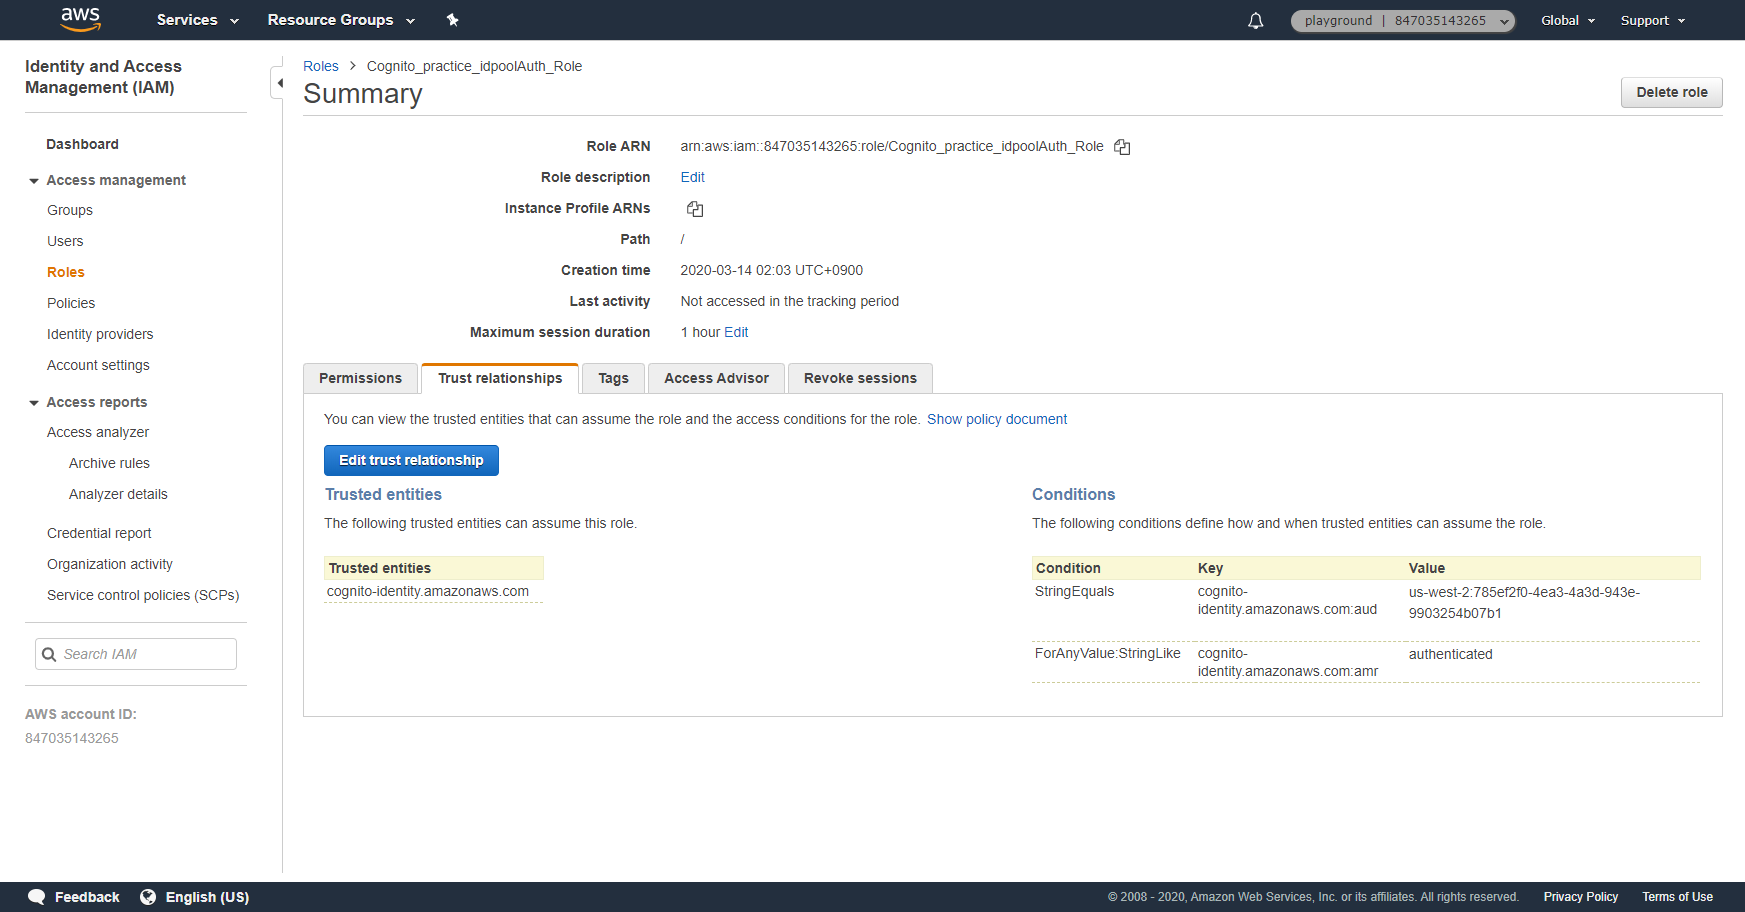 aws Services Resource Groups playground | 847035143265 Global Support
Identity and Access
Management (IAM)
Dashboard
Access management
Groups
Users
Roles
Policies
Identity providers
Account settings
Access reports
Access analyzer
Archive rules
Analyzer details
Credential report
Organization activity
Service control policies (SCPs)
Search IAM
AWS account ID:
847035143265
Roles > Cognito_practice_idpoolAuth_Role
Summary
Delete role
Role ARN arn:aws:iam::847035143265:role/Cognito_practice_idpoolAuth_Role
Role description Edit
Instance Profile ARNs
Path /
Creation time 2020-03-14 02:03 UTC+0900
Last activity Not accessed in the tracking period
Maximum session duration 1 hour Edit
Permissions Trust relationships Tags Access Advisor Revoke sessions
You can view the trusted entities that can assume the role and the access conditions for the role. Show policy document
Edit trust relationship
Trusted entities
The following trusted entities can assume this role.
Trusted entities
cognito-identity.amazonaws.com
Conditions
The following conditions define how and when trusted entities can assume the role.
Condition Key Value
StringEquals cognito- us-west-2:785ef2f0-4ea3-4a3d-943e-
identity.amazonaws.com:aud 9903254b07b1
ForAnyValue:StringLike cognito- authenticated
identity.amazonaws.com:amr
Feedback English (US) © 2008 - 2020, Amazon Web Services, Inc. or its affiliates. All rights reserved. Privacy Policy Terms of Use